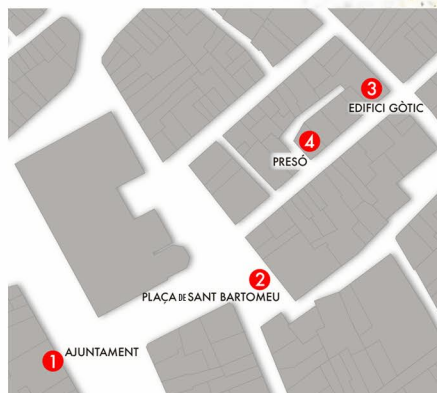 3
EDIFICI GÒTIC
4
PRESÓ
2
PLAÇA DE SANT BARTOMEU
1
AJUNTAMENT